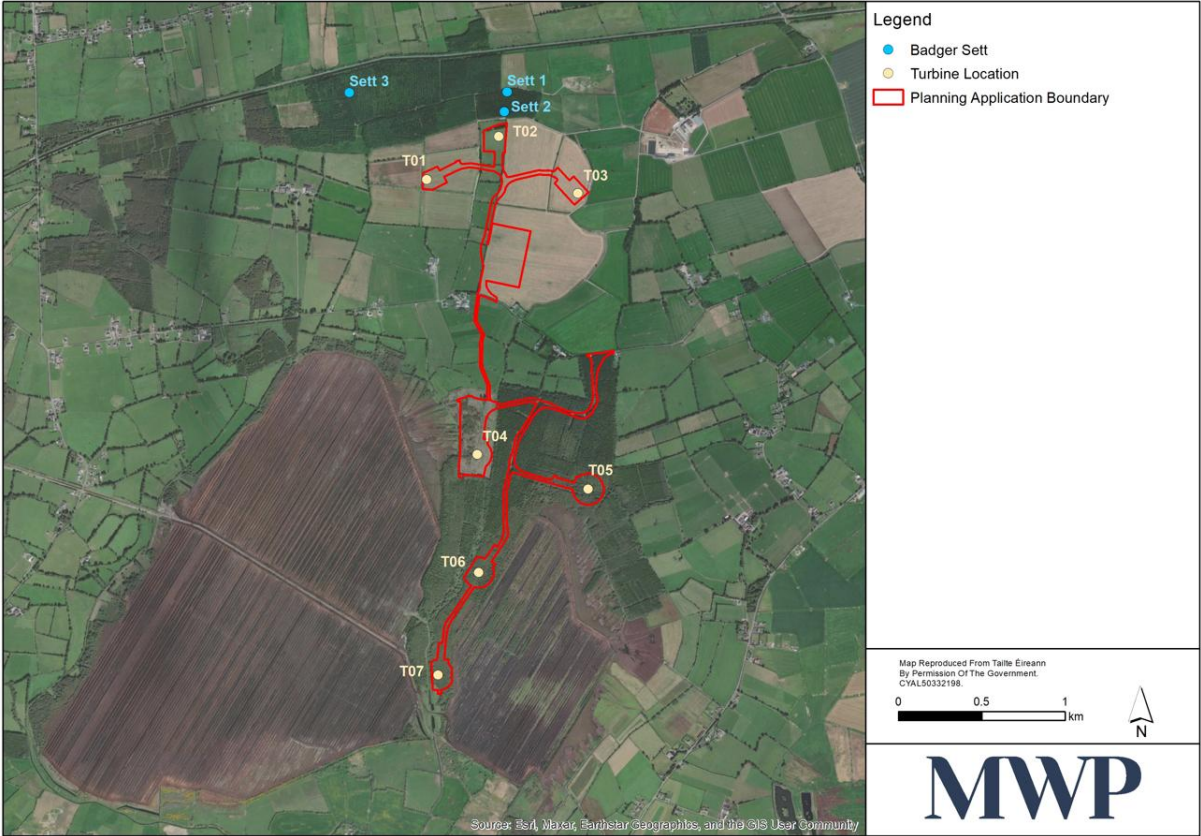 Sett 3
Sett 1
Sett 2
T02
T01
T03
T04
T05
T06
T07
Source: Esri, Maxar, Earthstar Geographics, and the GIS User Community
Legend
Badger Sett
Turbine Location
Planning Application Boundary
Map Reproduced From Tailte Éireann
By Permission Of The Government.
CYAL50332198.
0 0.5 1
km
N
MWP